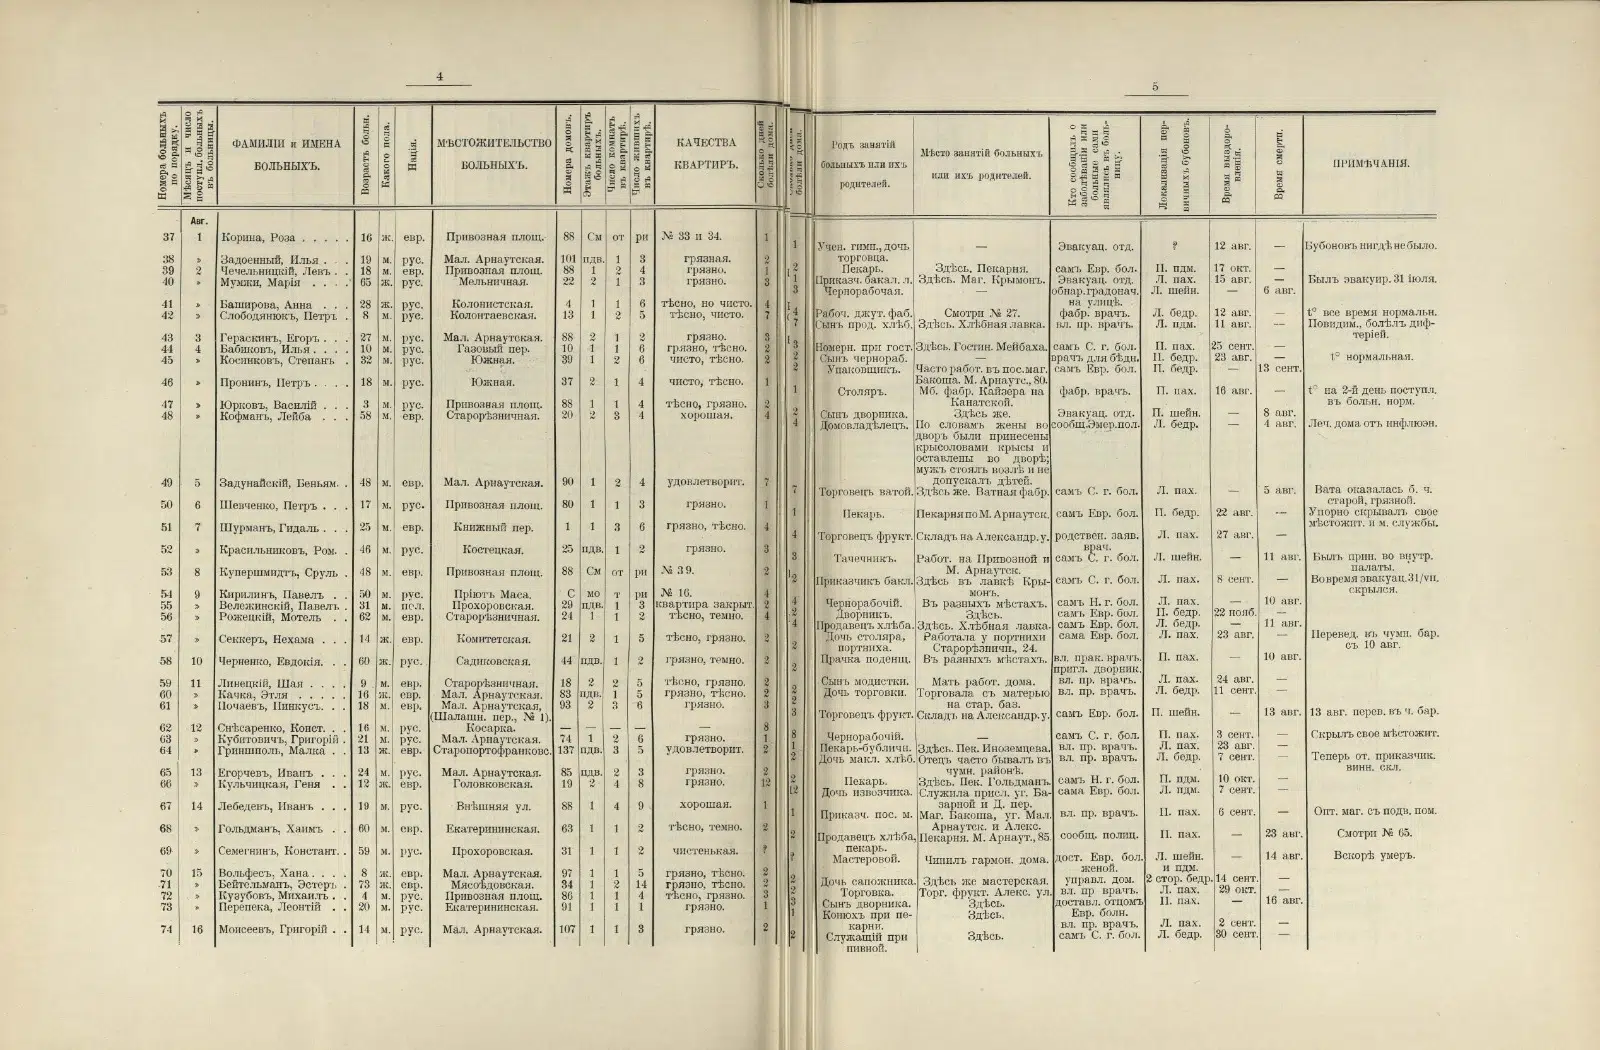 4
Номера больныхъ по порядку.
Мѣсяцъ и число поступл. больныхъ въ больницы.
ФАМИЛІИ и ИМЕНА БОЛЬНЫХЪ.
Возрастъ больн.
Какого пола.
Націи.
МѢСТОЖИТЕЛЬСТВО БОЛЬНЫХЪ.
Номера домовъ.
Этажъ квартиръ больныхъ.
Число комнатъ въ квартирѣ.
Число жившихъ въ квартирѣ.
КАЧЕСТВА КВАРТИРЪ.
Сколько дней болѣли дома.
Авг.
37 1 Корина, Роза . . . . . 16 ж. евр. Привозная площ. 88 См от ри № 33 и 34. 1
38 » Задоенный, Илья . . . 19 м. рус. Мал. Арнаутская. 101 пдв. 1 3 грязная. 2
39 2 Чечельницкій, Левъ . . 18 м. евр. Привозная площ. 88 1 2 4 грязно. 1
40 » Мумжи, Марія . . . . 65 ж. рус. Мельничная. 22 2 1 3 грязно. 3
41 » Баширова, Анна . . . 28 ж. рус. Колонистская. 4 1 1 6 тѣсно, но чисто. 4
42 » Слободянюкъ, Петръ . 8 м. рус. Колонтаевская. 13 1 2 5 тѣсно, чисто. 7
43 3 Гераскинъ, Егоръ . . . 27 м. рус. Мал. Арнаутская. 88 2 1 2 грязно. 3
44 4 Бабиковъ, Илья . . . . 10 м. рус. Газовый пер. 10 1 1 6 грязно, тѣсно. 2
45 » Косинковъ, Степанъ . 32 м. рус. Южная. 39 1 2 6 чисто, тѣсно. 2
46 » Пронинъ, Петръ . . . . 18 м. рус. Южная. 37 2 1 4 чисто, тѣсно. 1
47 » Юрковъ, Василій . . . 3 м. рус. Привозная площ. 88 1 1 4 тѣсно, грязно. 2
48 » Кофманъ, Лейба . . . 58 м. евр. Старорѣзничная. 20 2 3 4 хорошая. 4
49 5 Задунайскій, Беньям. . 48 м. евр. Мал. Арнаутская. 90 1 2 4 удовлетворит. 7
50 6 Шевченко, Петръ . . . 17 м. рус. Привозная площ. 80 1 1 3 грязно. 1
51 7 Шурманъ, Гидаль . . . 25 м. евр. Книжный пер. 1 1 3 6 грязно, тѣсно. 4
52 » Красильниковъ, Ром. . 46 м. рус. Костецкая. 25 пдв. 1 2 грязно. 3
53 8 Купершмидтъ, Сруль . 48 м. евр. Привозная площ. 88 См от ри № 39. 2
54 9 Кирилинъ, Павелъ . . 50 м. рус. Пріютъ Маса. С мо т ри № 16. 4
55 » Вележинскій, Павелъ . 31 м. пол. Прохоровская. 29 пдв. 1 3 квартира закрыт. 2
56 » Рожецкій, Мотель . . 62 м. евр. Старорѣзничная. 24 1 1 2 тѣсно, темно. 4
57 » Секкеръ, Нехама . . . 14 ж. евр. Комитетская. 21 2 1 5 тѣсно, грязно. 2
58 10 Черненко, Евдокія. . . 60 ж. рус. Садиковская. 44 пдв. 1 2 грязно, темно. 2
59 11 Ливецкій, Шая . . . . 9 м. евр. Старорѣзничная. 18 2 2 5 тѣсно, грязно. 2
60 » Качка, Этля . . . . . 16 ж. евр. Мал. Арнаутская. 83 пдв. 1 5 грязно, тѣсно. 2
61 » Почаевъ, Пинкусъ. . . 18 м. евр. Мал. Арнаутская, 93 2 3 6 грязно. 3
(Шалашн. пер., № 1).
62 12 Снѣсаренко, Конст. . . 16 м. рус. Косарка. — — — — — 8
63 » Кубитовичъ, Григорій . 21 м. рус. Мал. Арнаутская. 74 1 2 6 грязно. 1
64 » Гриншполь, Малка . . 13 ж. евр. Старопортофранковс. 137 пдв. 3 5 удовлетворит. 2
65 13 Егорчевъ, Иванъ . . . 24 м. рус. Мал. Арнаутская. 85 пдв. 2 3 грязно. 2
66 » Кульчицкая, Геня . . 12 ж. евр. Головковская. 19 2 4 8 грязно. 12
67 14 Лебедевъ, Иванъ . . . 19 м. рус. Внѣшняя ул. 88 1 4 9 хорошая. 1
68 » Гольдманъ, Хаимъ . . 60 м. евр. Екатерининская. 63 1 1 2 тѣсно, темно. 2
69 » Семегнинъ, Констант. . 59 м. рус. Прохоровская. 31 1 1 2 чистенькая. ?
70 15 Вольфесъ, Хана. . . . 8 ж. евр. Мал. Арнаутская. 97 1 1 5 грязно, тѣсно. 2
71 » Бейтельманъ, Эстеръ . 73 ж. евр. Мясоѣдовская. 34 1 2 14 грязно, тѣсно. 2
72 » Кузубовъ, Михаилъ . . 4 м. рус. Привозная площ. 86 1 1 4 тѣсно, грязно. 3
73 » Перепека, Леонтій . . 20 м. рус. Екатерининская. 91 1 1 1 грязно. 1
74 16 Моисеевъ, Григорій . . 14 м. рус. Мал. Арнаутская. 107 1 1 3 грязно. 2
5
Родъ занятій больныхъ или ихъ родителей.
Мѣсто занятій больныхъ или ихъ родителей.
Кто сообщилъ о заболѣваніи или больные сами явились въ больницу.
Локализація первичныхъ бубоновъ.
Время выздоровленія.
Время смерти.
ПРИМѢЧАНІЯ.
1 Учен. гимн., дочь — Эвакуац. отд. ? 12 авг. — Бубоновъ нигдѣ не было.
торговца.
2 Пекарь. Здѣсь. Пекарня. самъ Евр. бол. П. пдм. 17 окт. —
1 Приказч. бакал. л. Здѣсь. Маг. Крымонъ. Эвакуац. отд. Л. пах. 15 авг. — Былъ эвакуир. 31 іюля.
3 Чернорабочая. — обнар. градонач. Л. шейн. — 6 авг.
на улицѣ.
4 Рабоч. джут. фаб. Смотри № 27. фабр. врачъ. Л. бедр. 12 авг. — t° все время нормальн.
7 Сынъ прод. хлѣб. Здѣсь. Хлѣбная лавка. вл. пр. врачъ. Л. пдм. 11 авг. — Повидим., болѣлъ диф-
теріей.
3 Номерн. при гост. Здѣсь. Гостин. Мейбаха. самъ С. г. бол. П. пах. 25 сент. —
2 Сынъ чернораб. — врачъ для бѣдн. П. бедр. 23 авг. — t° нормальная.
2 Упаковщикъ. Часто работ. въ пос. маг. самъ Евр. бол. П. бедр. — 13 сент.
Бакоша. М. Арнаутс., 80.
1 Столяръ. Мб. фабр. Кайзера на фабр. врачъ. П. пах. 16 авг. — t° на 2-й день поступл.
Канатской. въ больн. норм.
2 Сынъ дворника. Здѣсь же. Эвакуац. отд. П. шейн. — 8 авг.
4 Домовладѣлецъ. По словамъ жены во сообщ. Эмер. пол. Л. бедр. — 4 авг. Леч. дома отъ инфлюэн.
дворъ были принесены
крысоловами крысы и
оставлены во дворѣ;
мужъ стоялъ возлѣ и не
допускалъ дѣтей.
7 Торговецъ ватой. Здѣсь же. Ватная фабр. самъ С. г. бол. Л. пах. — 5 авг. Вата оказалась б. ч.
старой, грязной.
1 Пекарь. Пекарня по М. Арнаутск. самъ Евр. бол. П. бедр. 22 авг. — Упорно скрывалъ свое
мѣстожит. и м. службы.
4 Торговецъ фрукт. Складъ на Александр. у. родствен. заяв. Л. пах. 27 авг. —
врач.
3 Тачечникъ. Работ. на Привозной и самъ С. г. бол. Л. шейн. — 11 авг. Былъ прин. во внутр.
М. Арнаутск. палаты.
2 Приказчикъ бакл. Здѣсь въ лавкѣ Кры- самъ С. г. бол. Л. пах. 8 сент. — Во время эвакуац. 31/vii.
монъ. скрылся.
4 Чернорабочій. Въ разныхъ мѣстахъ. самъ Н. г. бол. Л. пах. — 10 авг.
2 Дворникъ. Здѣсь. самъ Евр. бол. П. бедр. 22 нояб. —
4 Продавецъ хлѣба. Здѣсь. Хлѣбная лавка. самъ Евр. бол. Л. бедр. — 11 авг.
2 Дочь столяра, Работала у портнихи сама Евр. бол. Л. пах. 23 авг. — Перевед. въ чумн. бар.
портниха. Старорѣзничн., 24. съ 10 авг.
2 Прачка поденщ. Въ разныхъ мѣстахъ. вл. прак. врачъ. П. пах. — 10 авг.
пригл. дворник.
2 Сынъ модистки. Мать работ. дома. вл. пр. врачъ. Л. пах. 24 авг. —
2 Дочь торговки. Торговала съ матерью вл. пр. врачъ. Л. бедр. 11 сент. —
на стар. баз.
3 Торговецъ фрукт. Складъ на Александр. у. самъ Евр. бол. П. шейн. — 13 авг. 13 авг. перев. въ ч. бар.
8 Чернорабочій. — самъ С. г. бол. П. пах. 3 сент. — Скрылъ свое мѣстожит.
1 Пекарь-бубличн. Здѣсь. Пек. Иноземцева. вл. пр. врачъ. Л. пах. 23 авг. —
2 Дочь макл. хлѣб. Отецъ часто бывалъ въ вл. пр. врачъ. Л. бедр. 7 сент. — Теперь от. приказчик.
чумн. районѣ. винн. скл.
2 Пекарь. Здѣсь. Пек. Гольдманъ. самъ Н. г. бол. П. пдм. 10 окт. —
12 Дочь извозчика. Служила присл. уг. Ба- сама Евр. бол. Л. пдм. 7 сент. —
зарной и Д. пер.
1 Приказч. пос. м. Маг. Бакоша, уг. Мал. вл. пр. врачъ. П. пах. 6 сент. — Опт. маг. съ подв. пом.
Арнаутск. и Алекс.
2 Продавецъ хлѣба, Пекарня. М. Арнаут., 85. сообщ. полиц. П. пах. — 23 авг. Смотри № 65.
пекарь.
? Мастеровой. Чинилъ гармон. дома. дост. Евр. бол. Л. шейн. — 14 авг. Вскорѣ умеръ.
женой. и пдм.
2 Дочь сапожника. Здѣсь же мастерская. управл. дом. 2 стор. бедр. 14 сент. —
2 Торговка. Торг. фрукт. Алекс. ул. вл. пр. врачъ. Л. пах. 29 окт. —
3 Сынъ дворника. Здѣсь. доставл. отцомъ П. пах. — 16 авг.
1 Конюхъ при пе- Здѣсь. Евр. болн.
карни. вл. пр. врачъ. Л. пах. 2 сент. —
2 Служащій при Здѣсь. самъ С. г. бол. Л. бедр. 30 сент. —
пивной.